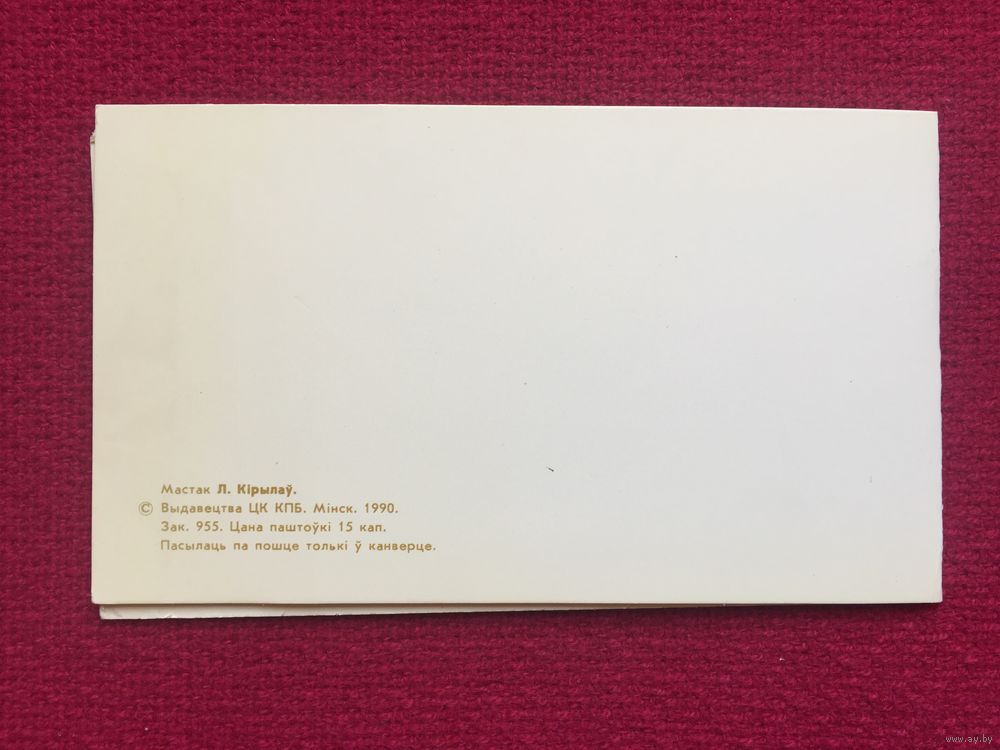 Мастак Л. Кірылаў.
© Выдавецтва ЦК КПБ. Мінск. 1990.
Зак. 955. Цана паштоўкі 15 кап.
Пасылаць па пошце толькі ў канверце.
www.ay.by